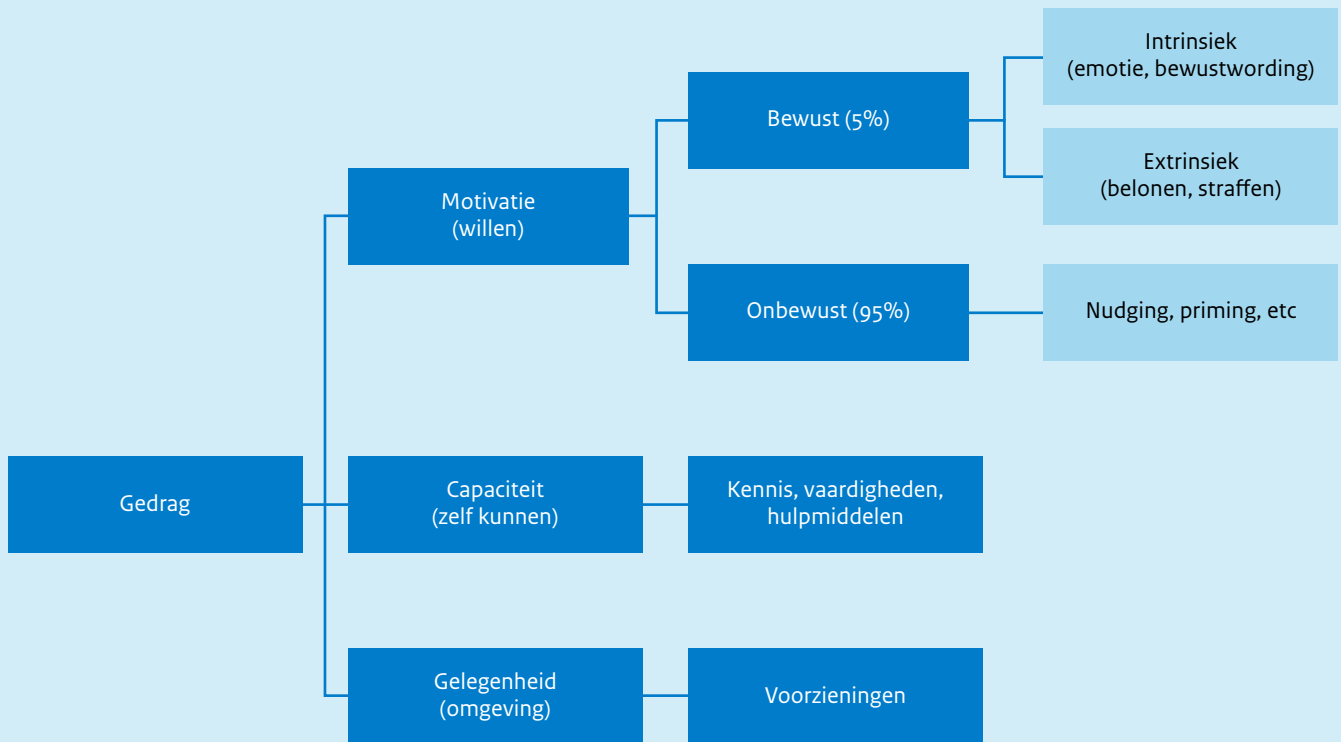 Intrinsiek
(emotie, bewustwording)
Bewust (5%)
Extrinsiek
(belonen, straffen)
Motivatie
(willen)
Onbewust (95%)
Nudging, priming, etc
Gedrag
Capaciteit
(zelf kunnen)
Kennis, vaardigheden,
hulpmiddelen
Gelegenheid
(omgeving)
Voorzieningen